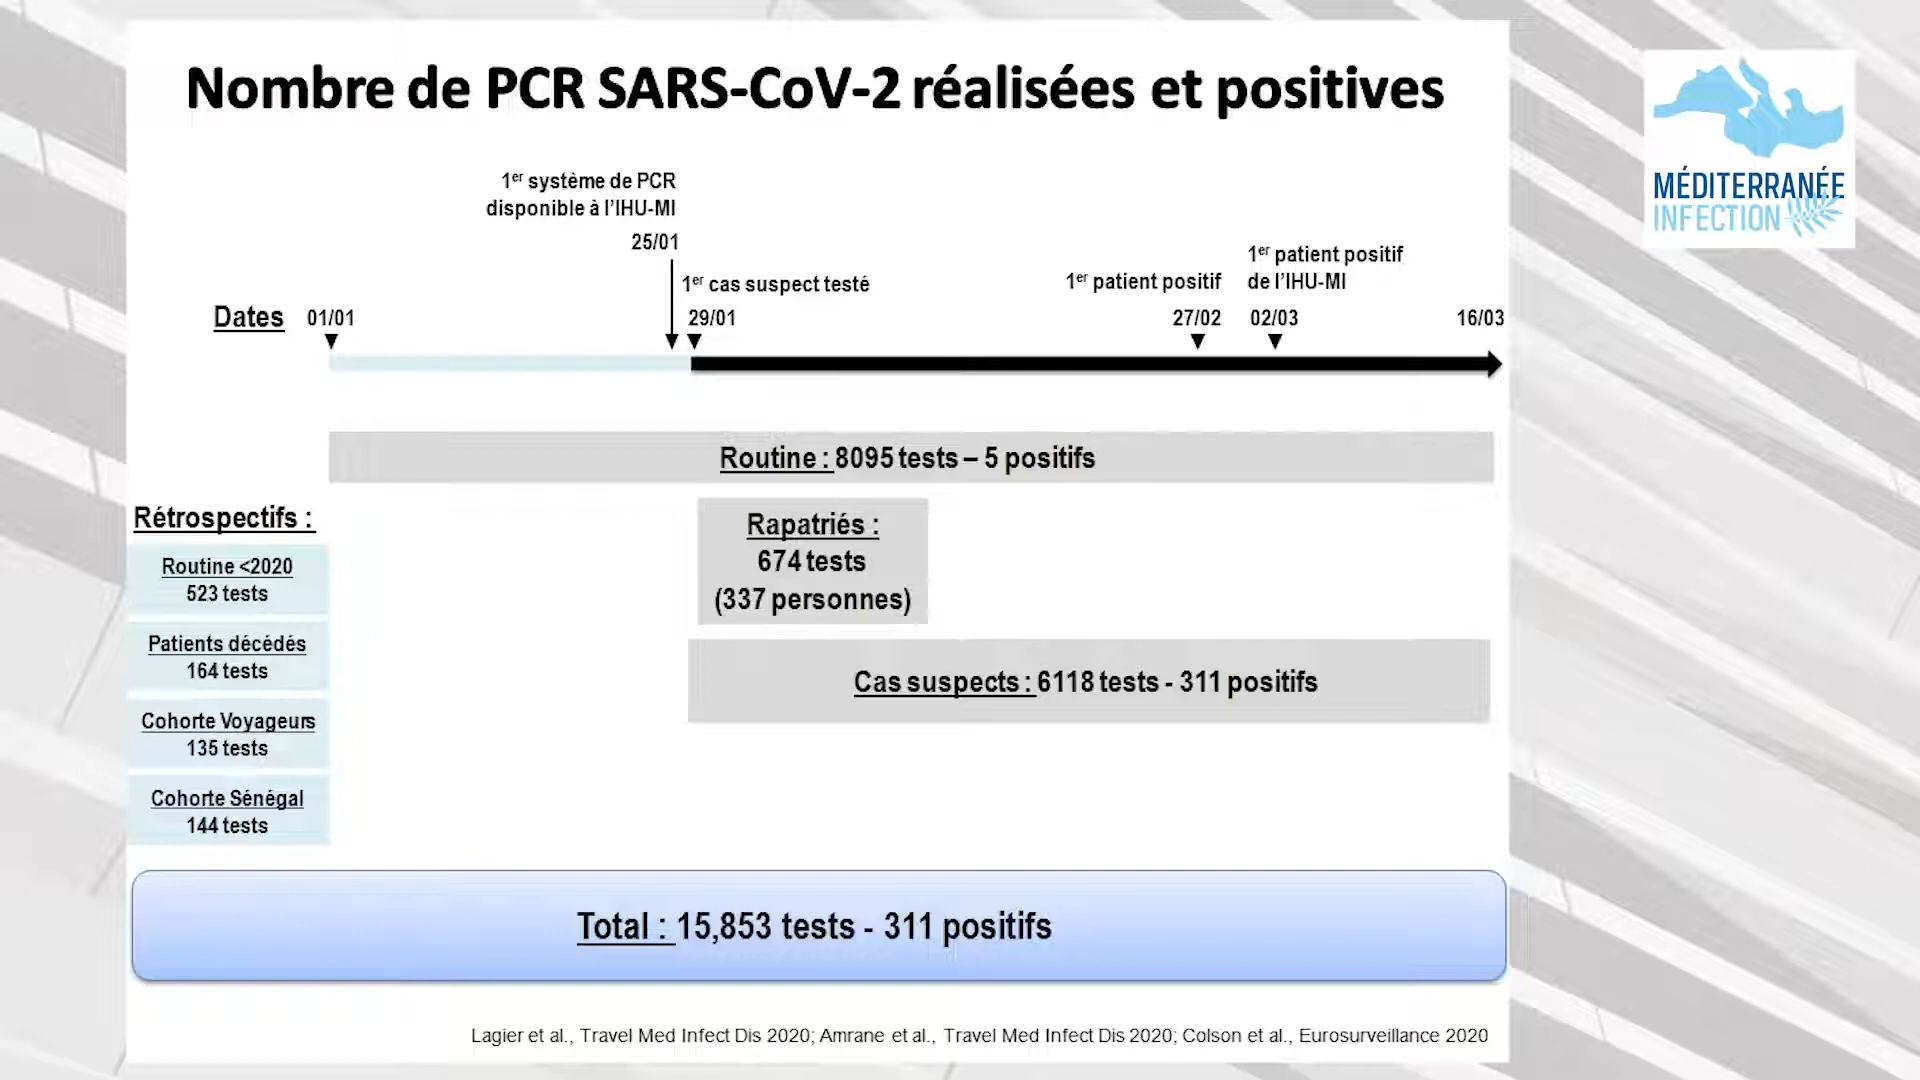 Nombre de PCR SARS-CoV-2 réalisées et positives
MÉDITERRANÉE
INFECTION
1er système de PCR
disponible à l'IHU-MI
25/01
1er cas suspect testé
1er patient positif
1er patient positif
de l'IHU-MI
Dates 01/01
29/01
27/02
02/03
16/03
Routine : 8095 tests – 5 positifs
Rétrospectifs :
Routine <2020
523 tests
Patients décédés
164 tests
Cohorte Voyageurs
135 tests
Cohorte Sénégal
144 tests
Rapatriés :
674 tests
(337 personnes)
Cas suspects : 6118 tests - 311 positifs
Total : 15,853 tests - 311 positifs
Lagier et al., Travel Med Infect Dis 2020; Amrane et al., Travel Med Infect Dis 2020; Colson et al., Eurosurveillance 2020